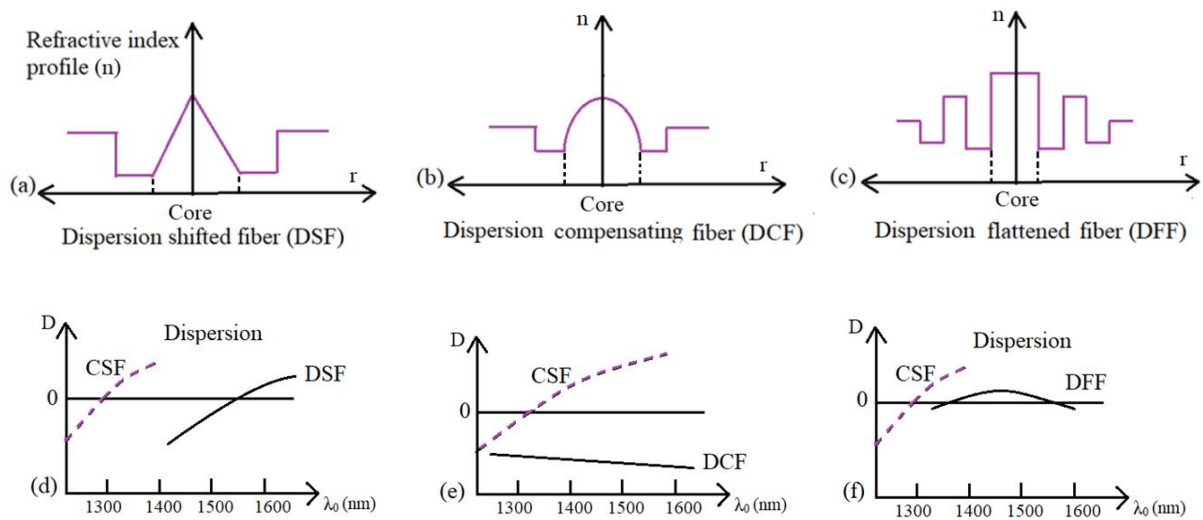 Refractive index
profile (n)
r
(a)
Core
Dispersion shifted fiber (DSF)
n
r
(b)
Core
Dispersion compensating fiber (DCF)
n
r
(c)
Core
Dispersion flattened fiber (DFF)
D
Dispersion
CSF
DSF
0
(d)
1300 1400 1500 1600 λ₀ (nm)
D
CSF
0
DCF
(e)
1300 1400 1500 1600 λ₀ (nm)
D
Dispersion
CSF
DFF
0
(f)
1300 1400 1500 1600 λ₀ (nm)